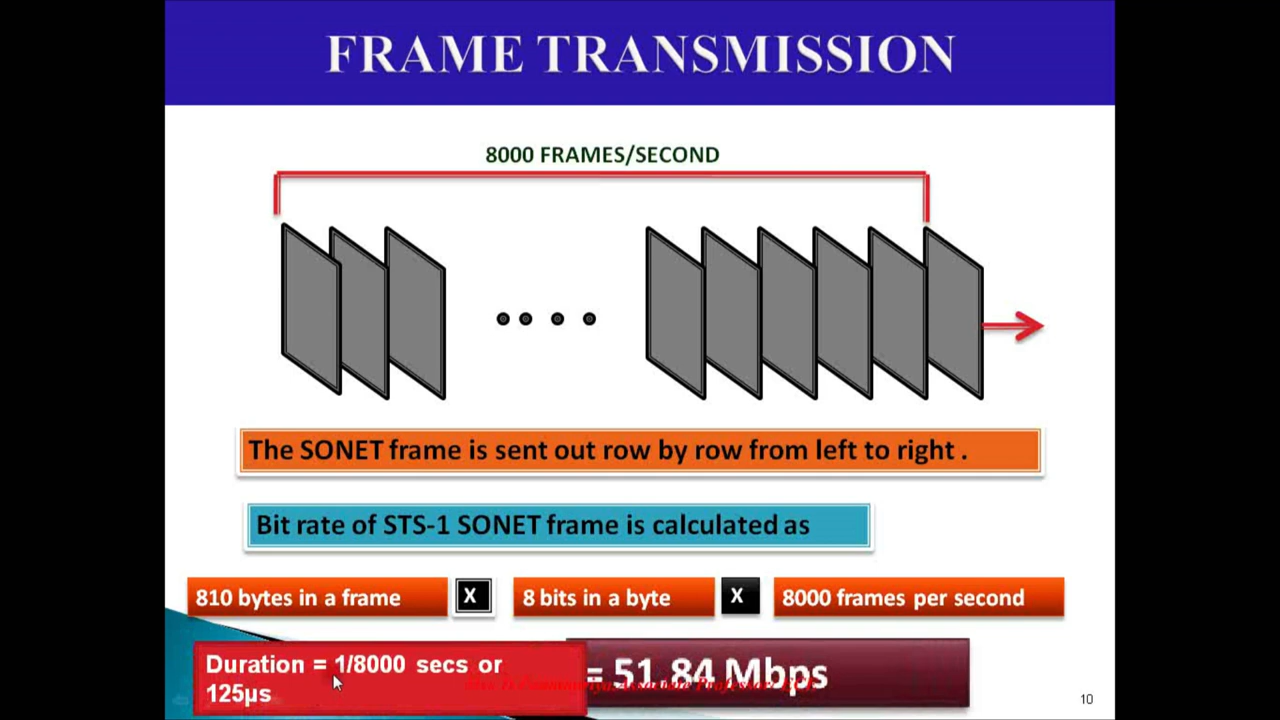 FRAME TRANSMISSION
8000 FRAMES/SECOND
The SONET frame is sent out row by row from left to right .
Bit rate of STS-1 SONET frame is calculated as
810 bytes in a frame X 8 bits in a byte X 8000 frames per second
Duration = 1/8000 secs or
125µs
= 51.84 Mbps
Associate Professor
10